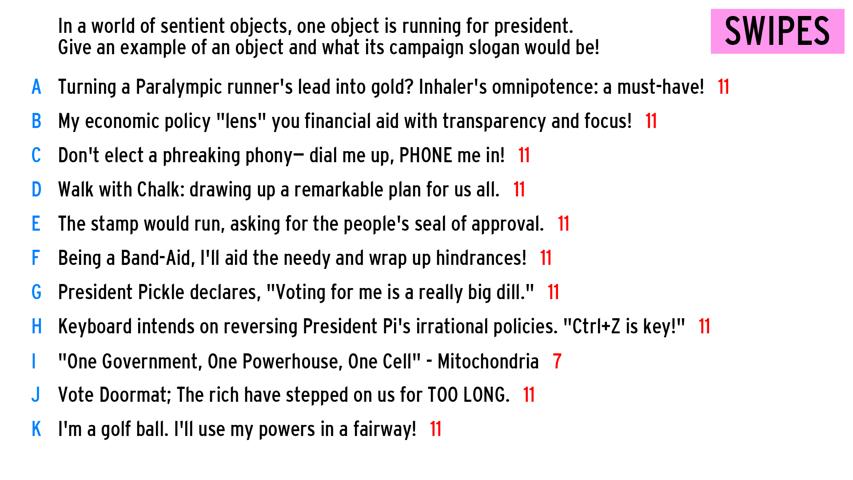 In a world of sentient objects, one object is running for president.
Give an example of an object and what its campaign slogan would be!
SWIPES
A Turning a Paralympic runner's lead into gold? Inhaler's omnipotence: a must-have! 11
B My economic policy "lens" you financial aid with transparency and focus! 11
C Don't elect a phreaking phony— dial me up, PHONE me in! 11
D Walk with Chalk: drawing up a remarkable plan for us all. 11
E The stamp would run, asking for the people's seal of approval. 11
F Being a Band-Aid, I'll aid the needy and wrap up hindrances! 11
G President Pickle declares, "Voting for me is a really big dill." 11
H Keyboard intends on reversing President Pi's irrational policies. "Ctrl+Z is key!" 11
I "One Government, One Powerhouse, One Cell" - Mitochondria 7
J Vote Doormat; The rich have stepped on us for TOO LONG. 11
K I'm a golf ball. I'll use my powers in a fairway! 11